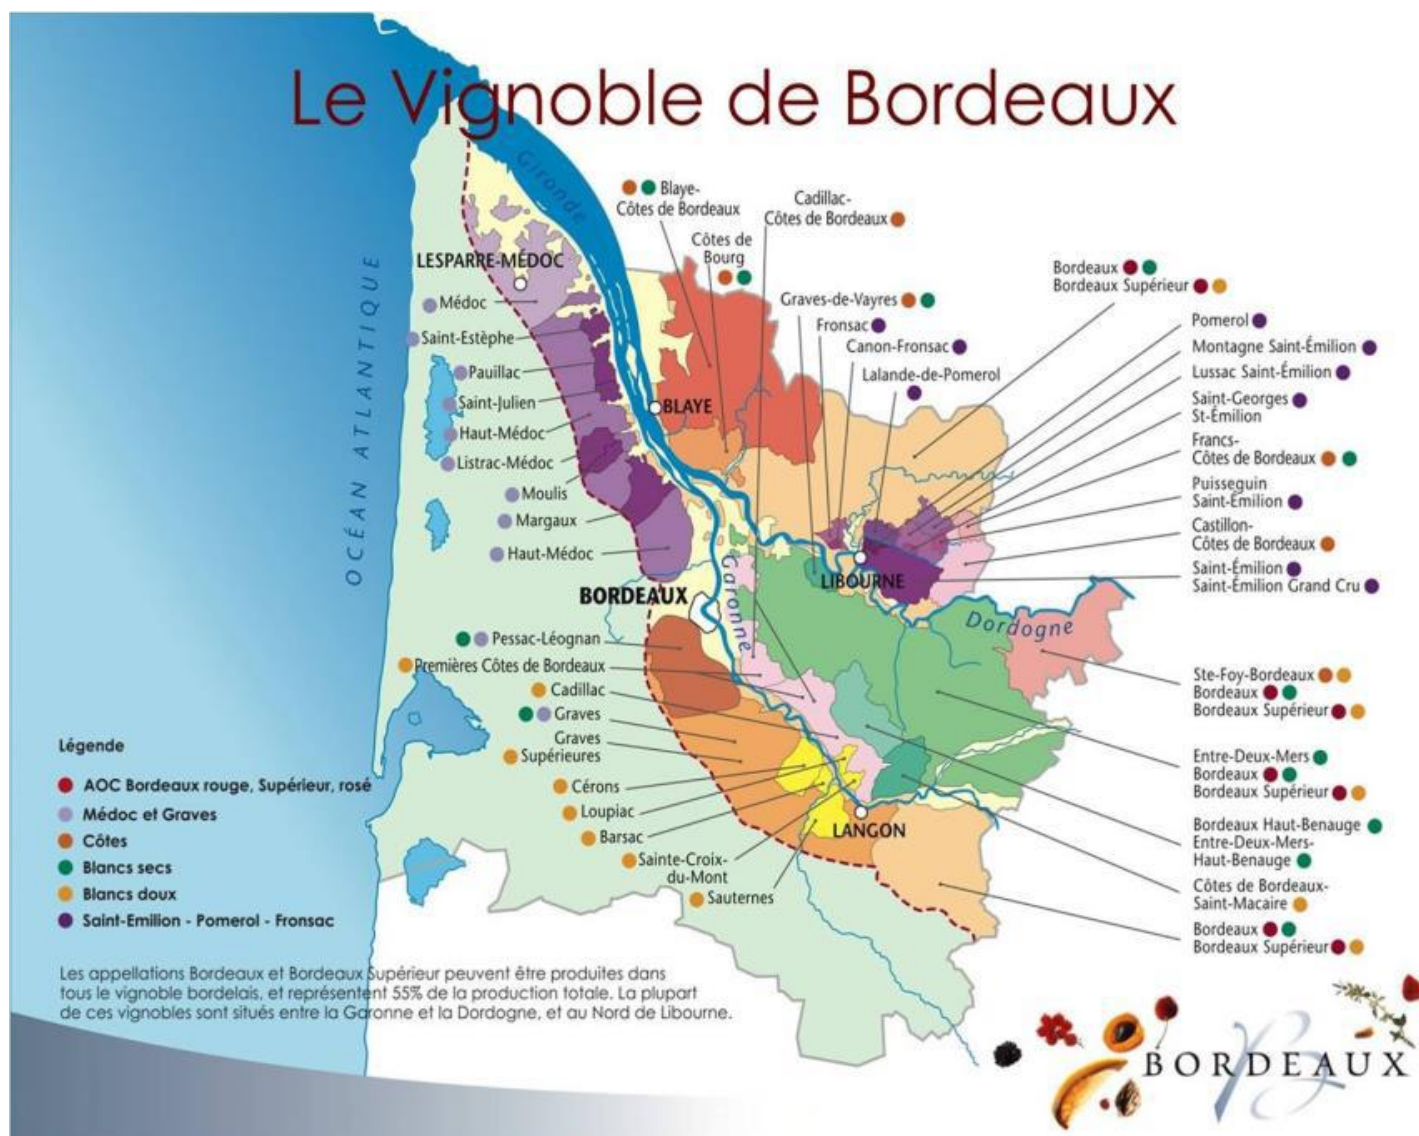 Le Vignoble de Bordeaux
Gironde
OCÉAN ATLANTIQUE
Garonne
Dordogne
LESPARRE-MÉDOC
BLAYE
BORDEAUX
LIBOURNE
LANGON
Médoc
Saint-Estèphe
Pauillac
Saint-Julien
Haut-Médoc
Listrac-Médoc
Moulis
Margaux
Haut-Médoc
Pessac-Léognan
Premières Côtes de Bordeaux
Cadillac
Graves
Graves
Supérieures
Cérons
Loupiac
Barsac
Sainte-Croix-
du-Mont
Sauternes
Blaye-
Côtes de Bordeaux
Côtes de
Bourg
Cadillac-
Côtes de Bordeaux
Graves-de-Vayres
Fronsac
Canon-Fronsac
Lalande-de-Pomerol
Bordeaux
Bordeaux Supérieur
Pomerol
Montagne Saint-Émilion
Lussac Saint-Émilion
Saint-Georges
St-Émilion
Francs-
Côtes de Bordeaux
Puisseguin
Saint-Émilion
Castillon-
Côtes de Bordeaux
Saint-Émilion
Saint-Émilion Grand Cru
Ste-Foy-Bordeaux
Bordeaux
Bordeaux Supérieur
Entre-Deux-Mers
Bordeaux
Bordeaux Supérieur
Bordeaux Haut-Benauge
Entre-Deux-Mers-
Haut-Benauge
Côtes de Bordeaux-
Saint-Macaire
Bordeaux
Bordeaux Supérieur
Légende
AOC Bordeaux rouge, Supérieur, rosé
Médoc et Graves
Côtes
Blancs secs
Blancs doux
Saint-Emilion - Pomerol - Fronsac
Les appellations Bordeaux et Bordeaux Supérieur peuvent être produites dans
tous le vignoble bordelais, et représentent 55% de la production totale. La plupart
de ces vignobles sont situés entre la Garonne et la Dordogne, et au Nord de Libourne.
BORDEAUX